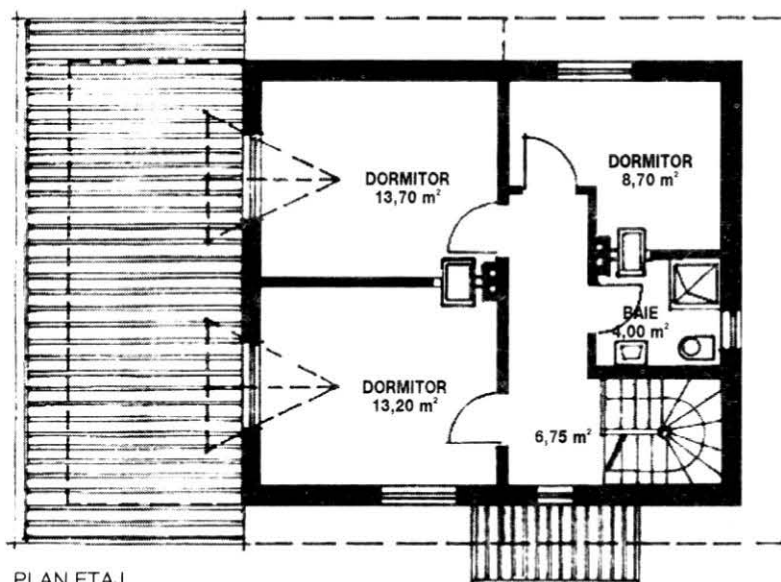 DORMITOR
13,70 m²
DORMITOR
8,70 m²
BAIE
4,00 m²
DORMITOR
13,20 m²
6,75 m²
PLAN ETAJ